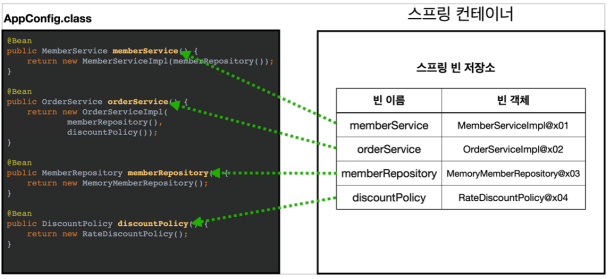 AppConfig.class
@Bean
public MemberService memberService() {
return new MemberServiceImpl(memberRepository());
}
@Bean
public OrderService orderService() {
return new OrderServiceImpl(
memberRepository(),
discountPolicy());
}
@Bean
public MemberRepository memberRepository() {
return new MemoryMemberRepository();
}
@Bean
public DiscountPolicy discountPolicy() {
return new RateDiscountPolicy();
}
스프링 컨테이너
스프링 빈 저장소
빈 이름 빈 객체
memberService MemberServiceImpl@x01
orderService OrderServiceImpl@x02
memberRepository MemoryMemberRepository@x03
discountPolicy RateDiscountPolicy@x04